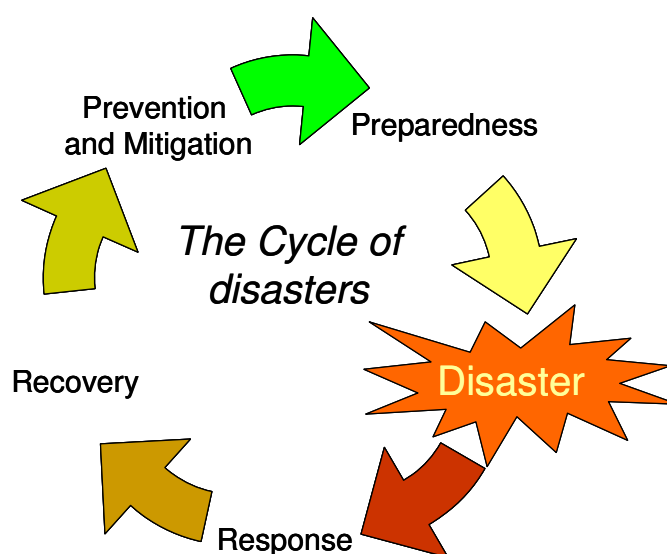 Prevention
and Mitigation
Preparedness
The Cycle of
disasters
Disaster
Recovery
Response